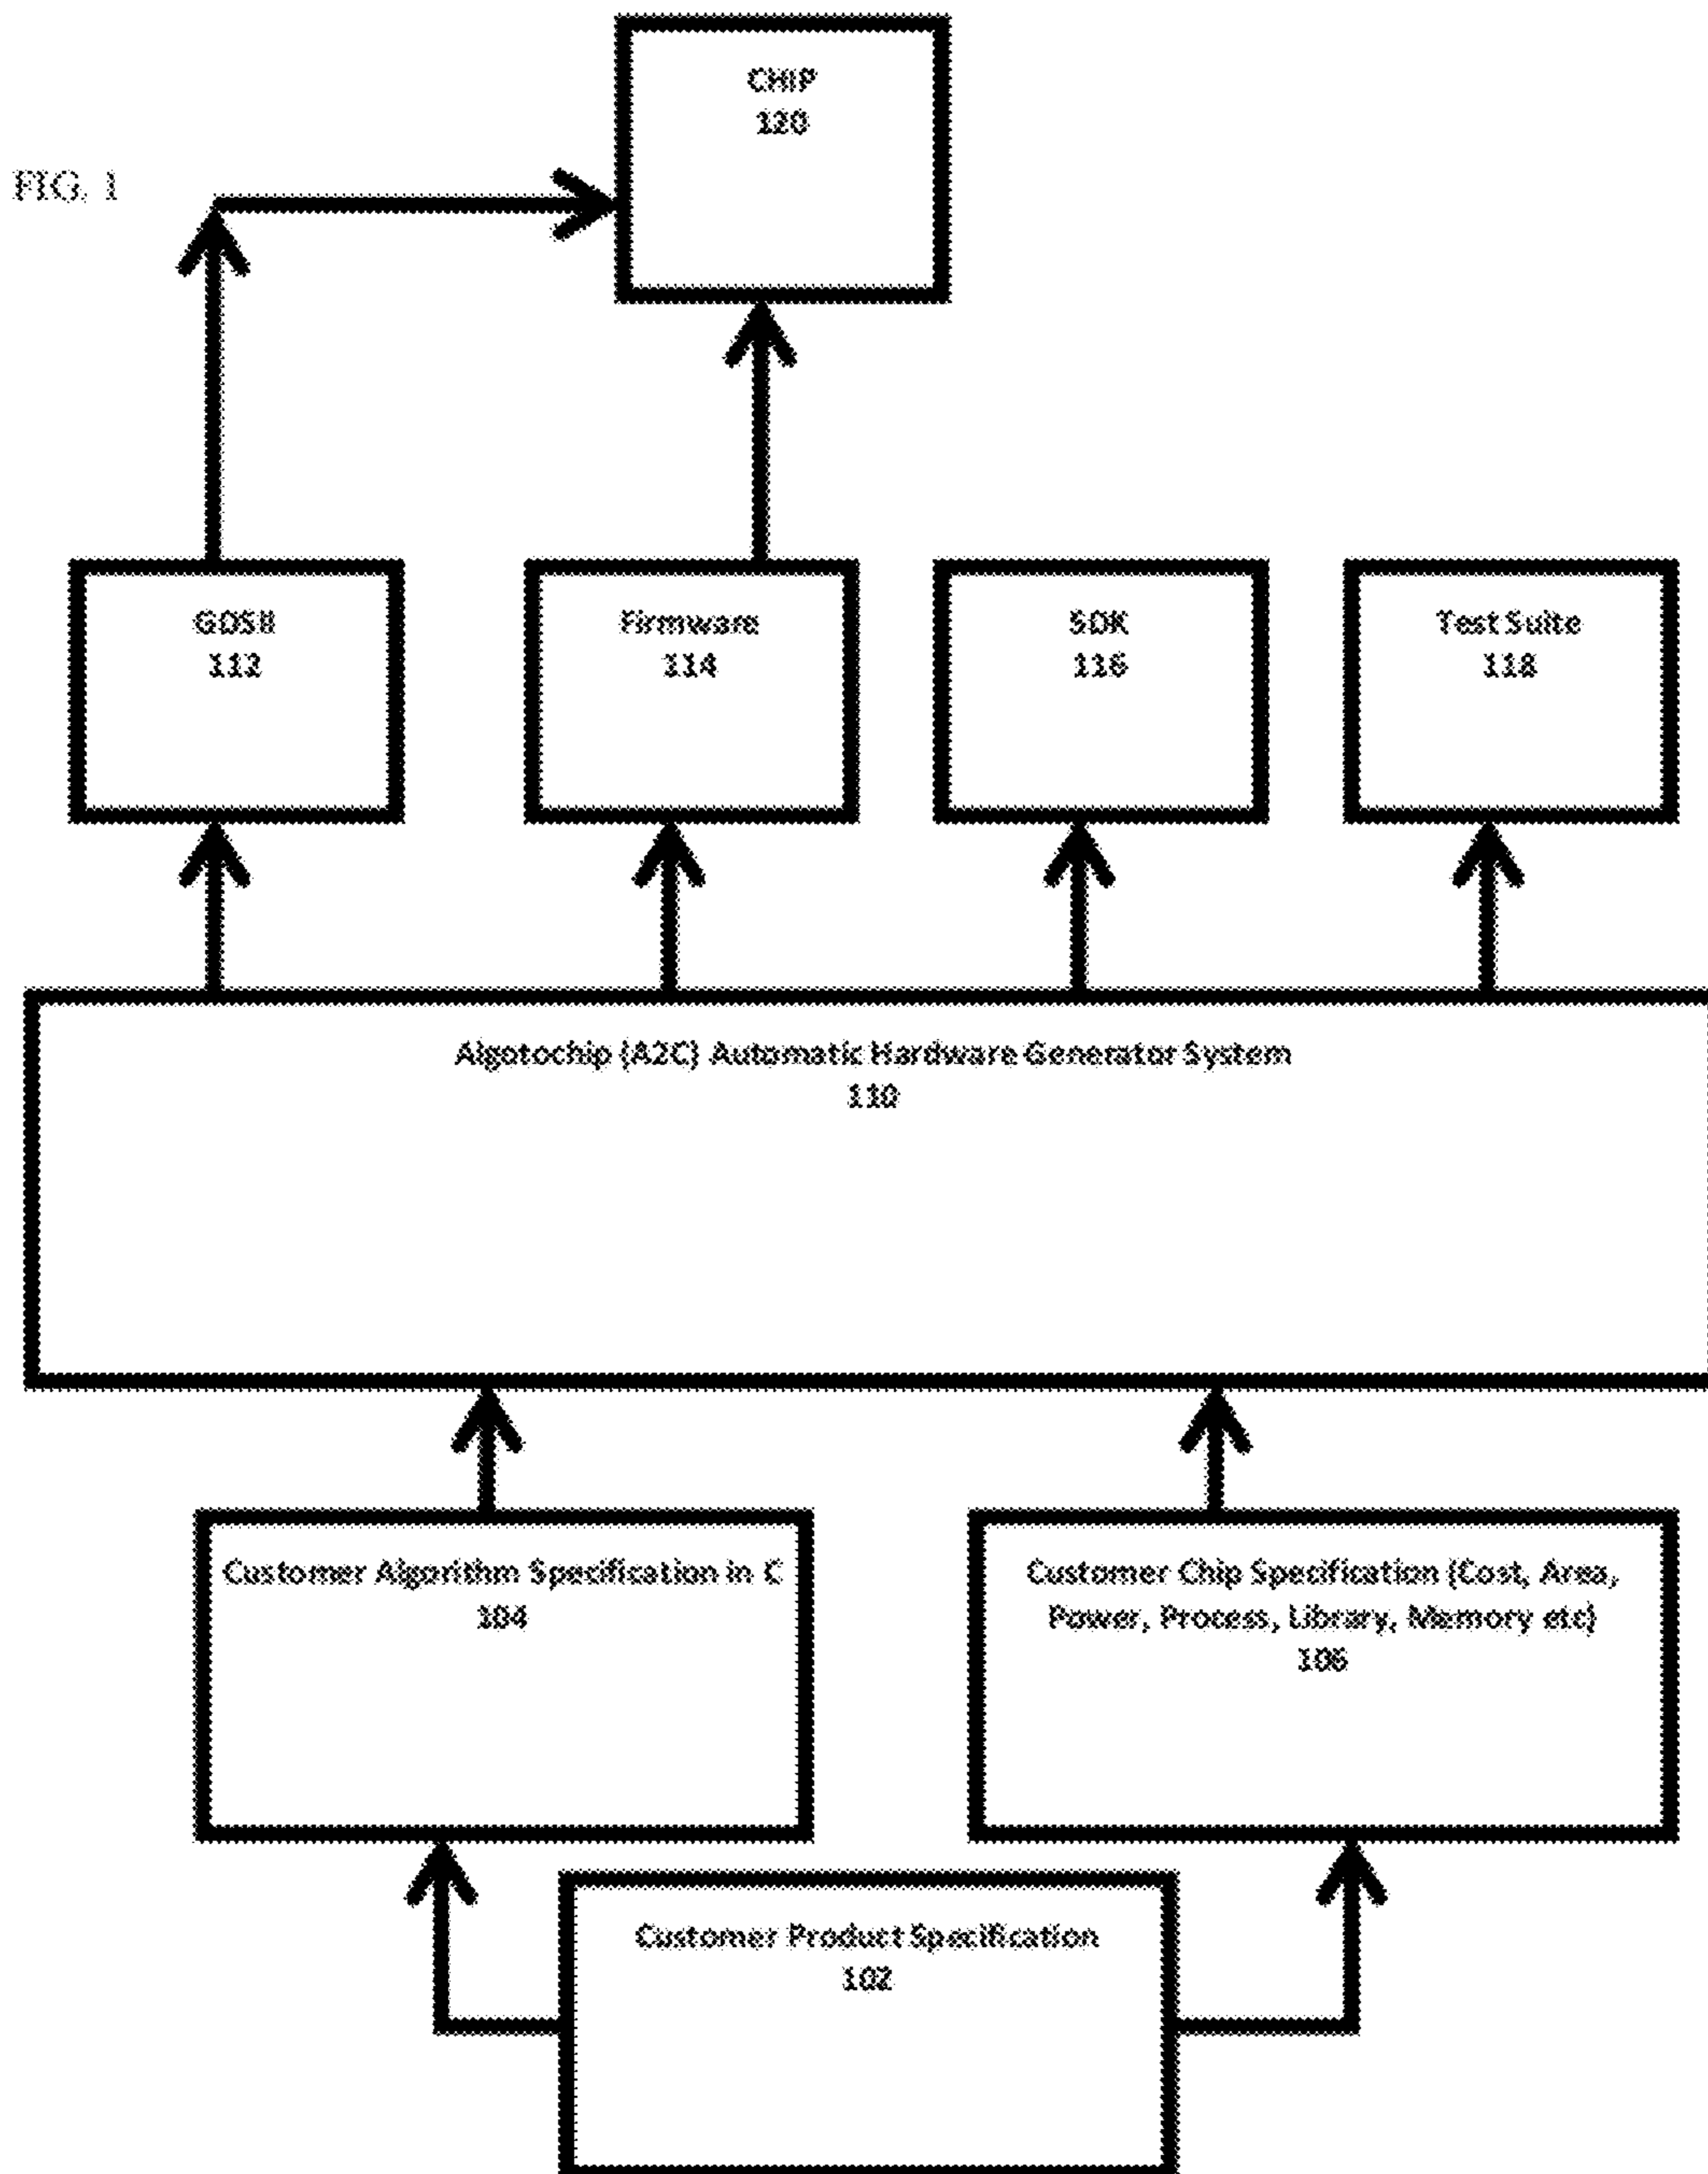 CHIP
120
FIG. 1
GDSII
112
Firmware
114
SDK
116
Test Suite
118
Algotochip (A2C) Automatic Hardware Generator System
110
Customer Algorithm Specification in C
104
Customer Chip Specification (Cost, Area,
Power, Process, Library, Memory etc)
106
Customer Product Specification
102